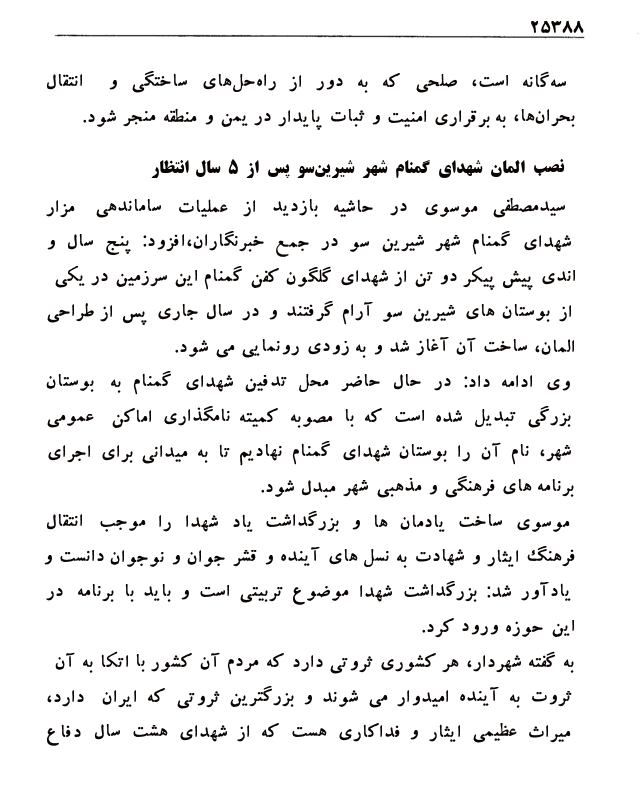 ۲۵۳۸۸
سه‌گانه است، صلحی که به دور از راه‌حل‌های ساختگی و انتقال
بحران‌ها، به برقراری امنیت و ثبات پایدار در یمن و منطقه منجر شود.
نصب المان شهدای گمنام شهر شیرین‌سو پس از ۵ سال انتظار
سیدمصطفی موسوی در حاشیه بازدید از عملیات ساماندهی مزار
شهدای گمنام شهر شیرین سو در جمع خبرنگاران،افزود: پنج سال و
اندی پیش پیکر دو تن از شهدای گلگون کفن گمنام این سرزمین در یکی
از بوستان های شیرین سو آرام گرفتند و در سال جاری پس از طراحی
المان، ساخت آن آغاز شد و به زودی رونمایی می شود.
وی ادامه داد: در حال حاضر محل تدفین شهدای گمنام به بوستان
بزرگی تبدیل شده است که با مصوبه کمیته نامگذاری اماکن عمومی
شهر، نام آن را بوستان شهدای گمنام نهادیم تا به میدانی برای اجرای
برنامه های فرهنگی و مذهبی شهر مبدل شود.
موسوی ساخت یادمان ها و بزرگداشت یاد شهدا را موجب انتقال
فرهنگ ایثار و شهادت به نسل های آینده و قشر جوان و نوجوان دانست و
یادآور شد: بزرگداشت شهدا موضوع تربیتی است و باید با برنامه در
این حوزه ورود کرد.
به گفته شهردار، هر کشوری ثروتی دارد که مردم آن کشور با اتکا به آن
ثروت به آینده امیدوار می شوند و بزرگترین ثروتی که ایران دارد،
میراث عظیمی ایثار و فداکاری هست که از شهدای هشت سال دفاع